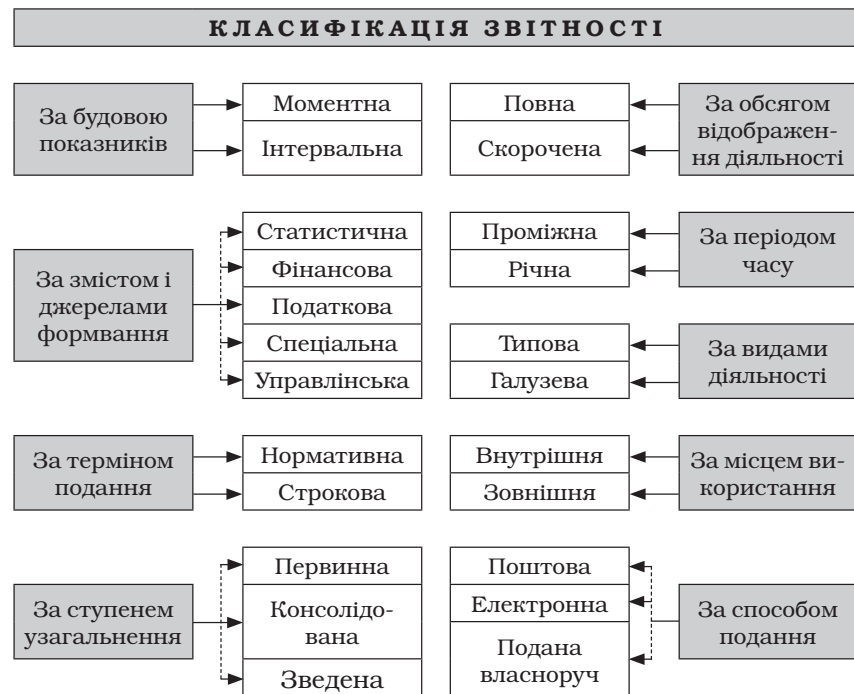 КЛАСИФІКАЦІЯ ЗВІТНОСТІ
За будовою
показників
Моментна
Інтервальна
Повна
Скорочена
За обсягом
відображен-
ня діяльності
За змістом і
джерелами
формвання
Статистична
Фінансова
Податкова
Спеціальна
Управлінська
Проміжна
Річна
За періодом
часу
Типова
Галузева
За видами
діяльності
За терміном
подання
Нормативна
Строкова
Внутрішня
Зовнішня
За місцем ви-
користання
За ступенем
узагальнення
Первинна
Консолідо-
вана
Зведена
Поштова
Електронна
Подана
власноруч
За способом
подання